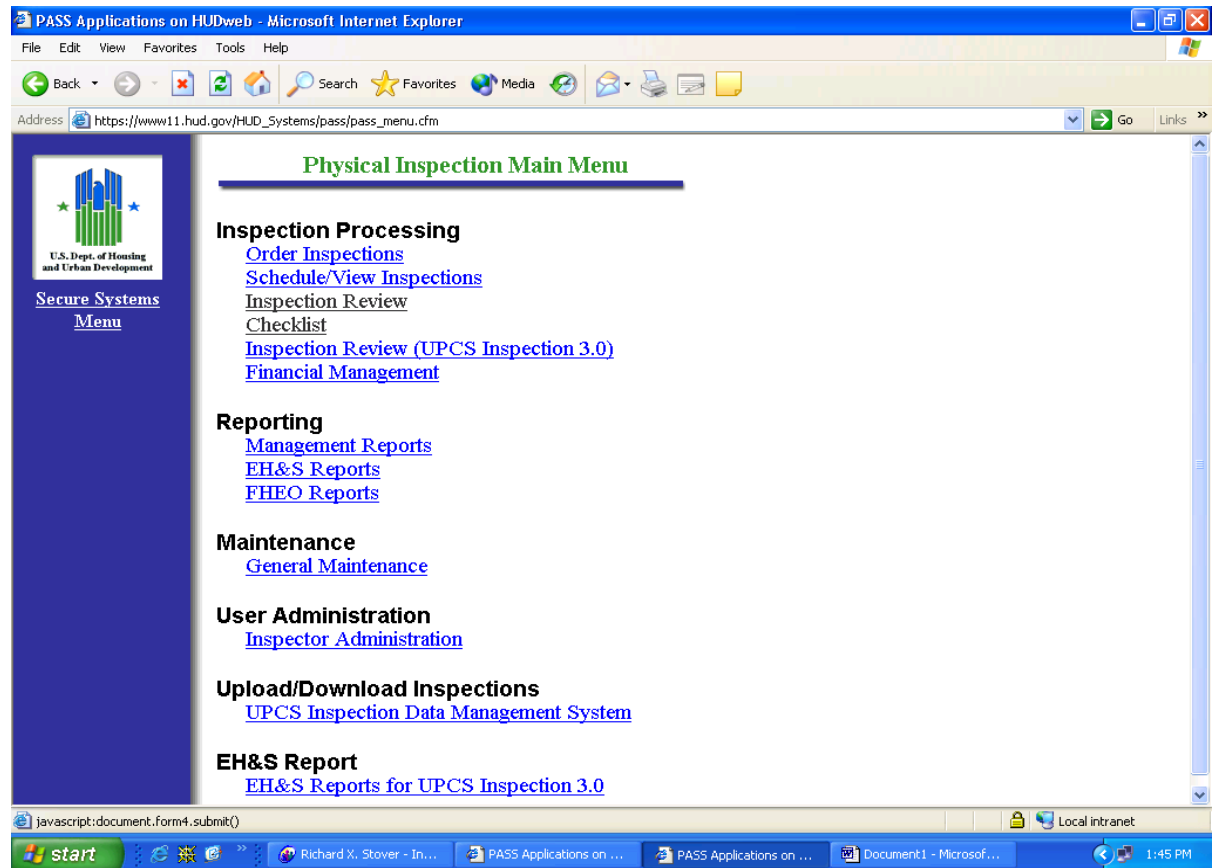 PASS Applications on HUDweb - Microsoft Internet Explorer
File Edit View Favorites Tools Help
Back Search Favorites Media
Address https://www11.hud.gov/HUD_Systems/pass/pass_menu.cfm Go Links »
U.S. Dept. of Housing
and Urban Development
Secure Systems
Menu
Physical Inspection Main Menu
Inspection Processing
Order Inspections
Schedule/View Inspections
Inspection Review
Checklist
Inspection Review (UPCS Inspection 3.0)
Financial Management
Reporting
Management Reports
EH&S Reports
FHEO Reports
Maintenance
General Maintenance
User Administration
Inspector Administration
Upload/Download Inspections
UPCS Inspection Data Management System
EH&S Report
EH&S Reports for UPCS Inspection 3.0
javascript:document.form4.submit() Local intranet
start » Richard X. Stover - In... PASS Applications on ... PASS Applications on ... Document1 - Microsof... 1:45 PM